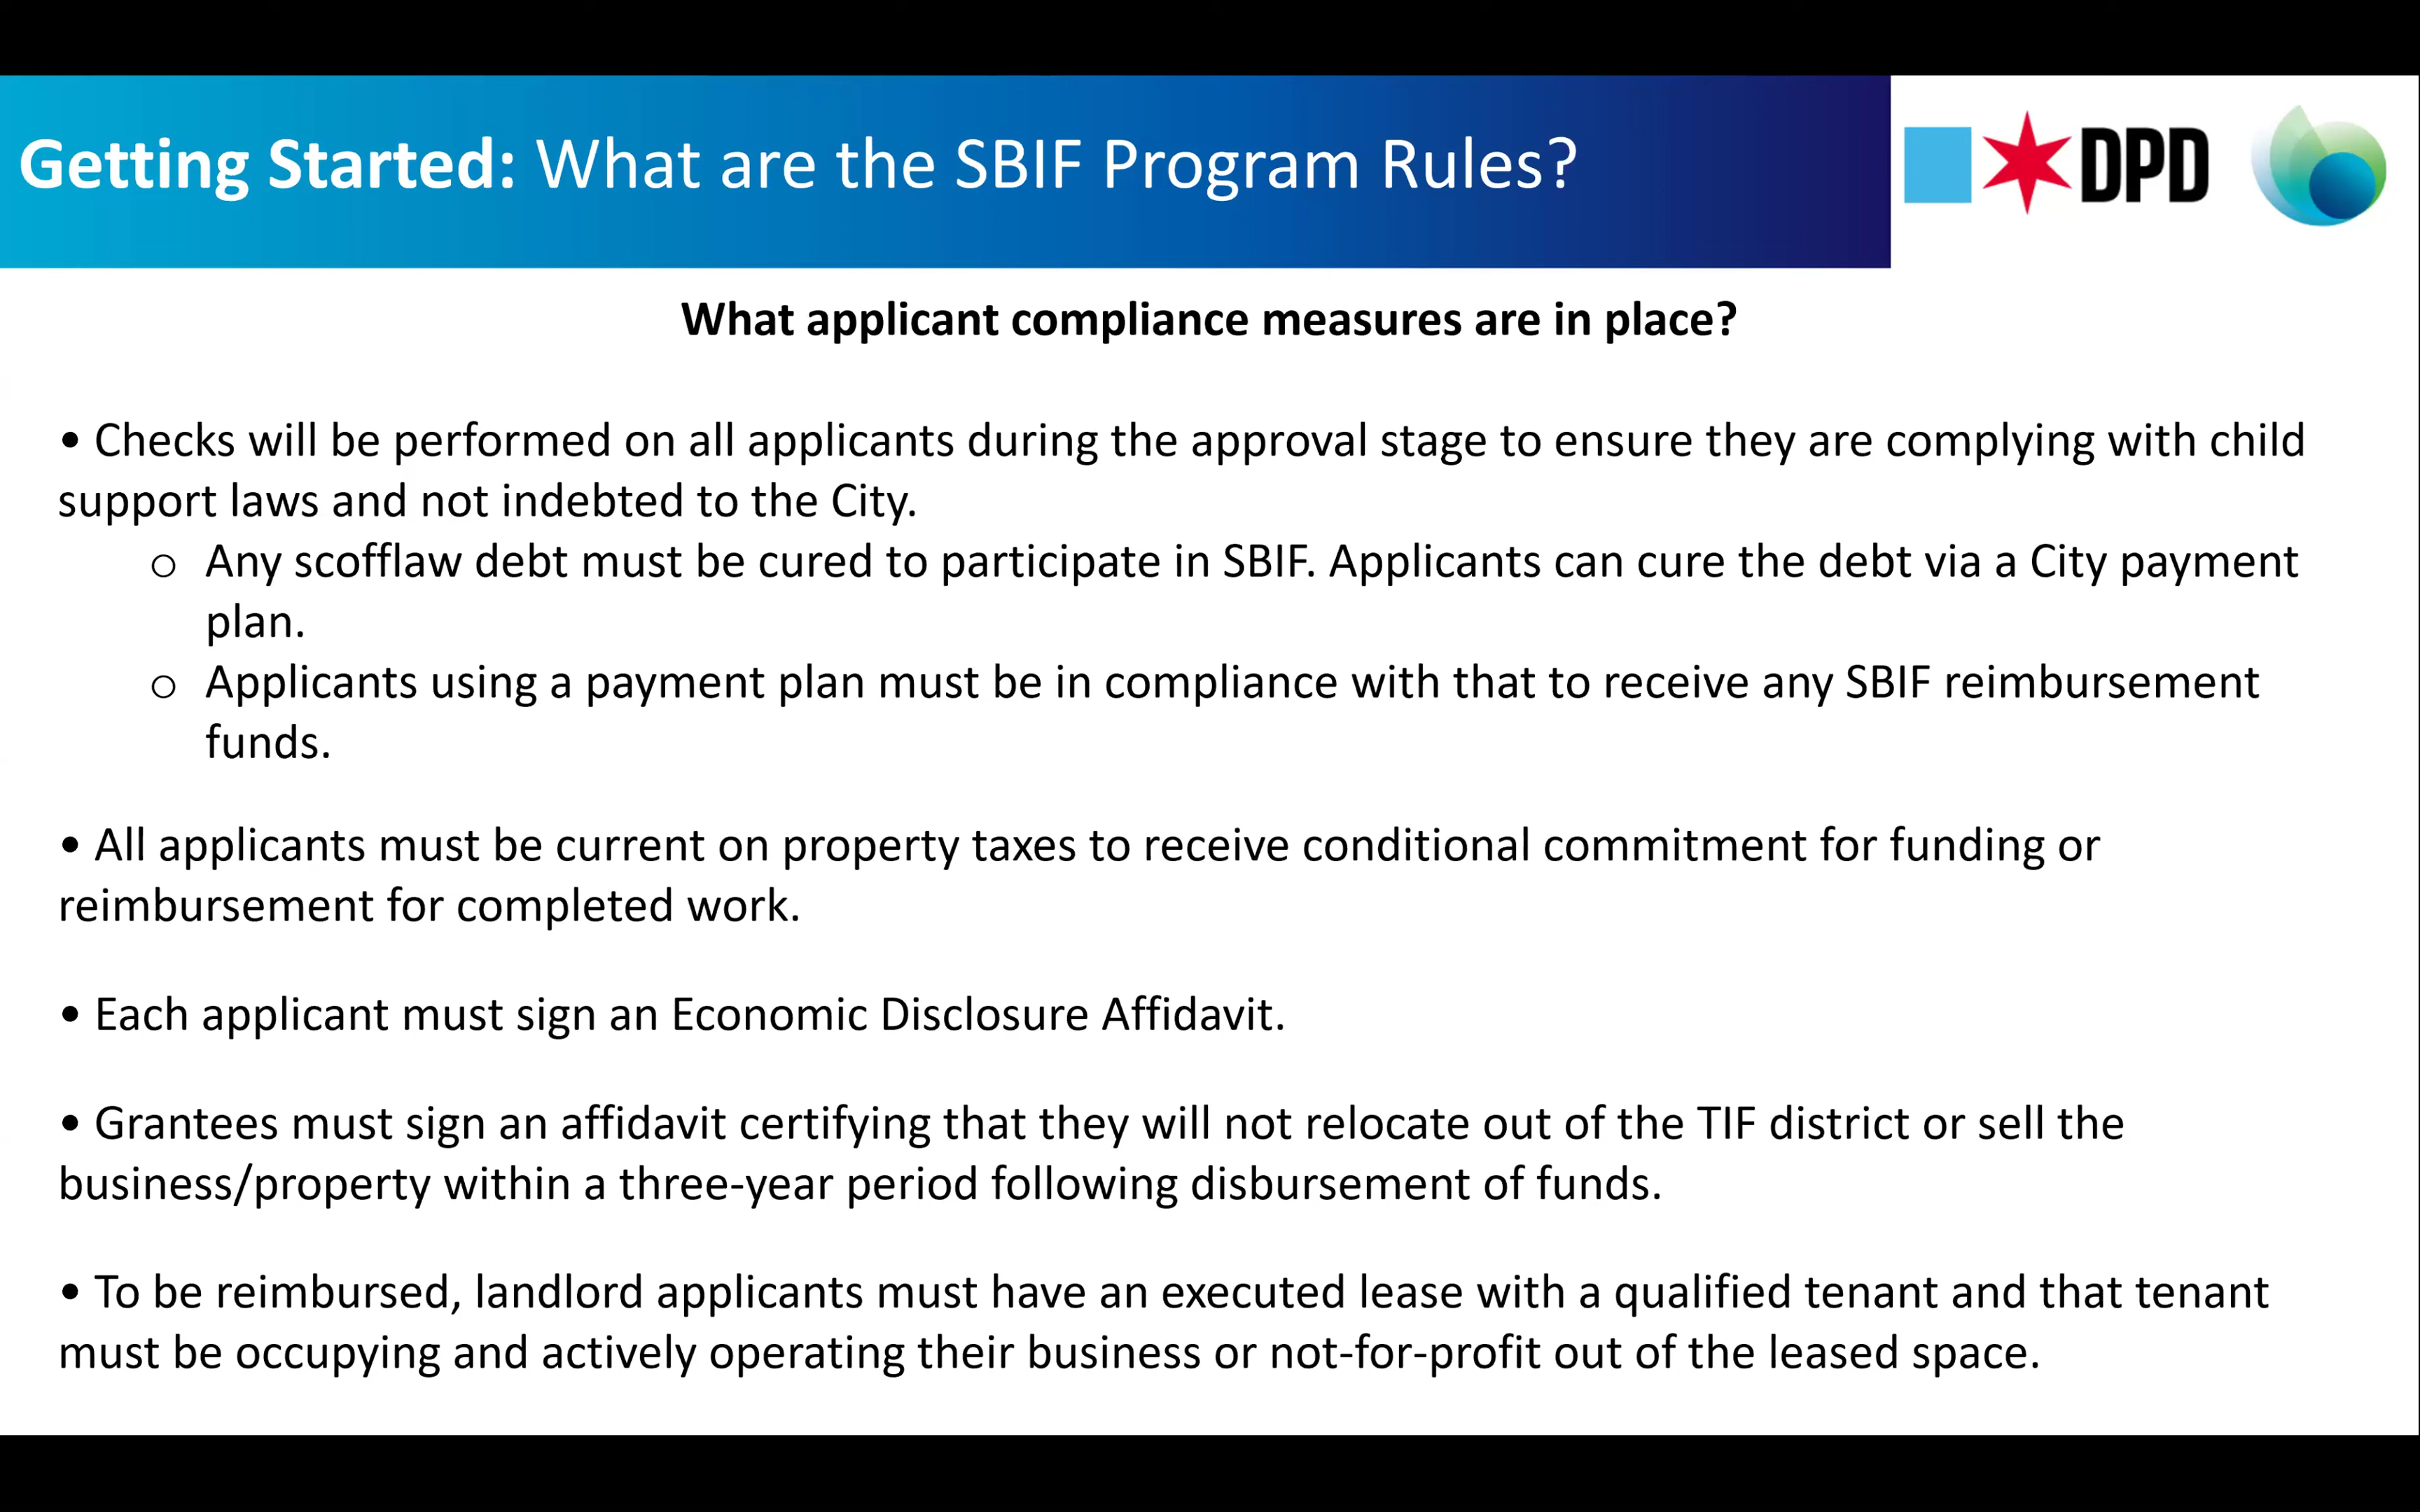 Getting Started: What are the SBIF Program Rules?
DPD
What applicant compliance measures are in place?
• Checks will be performed on all applicants during the approval stage to ensure they are complying with child
support laws and not indebted to the City.
o Any scofflaw debt must be cured to participate in SBIF. Applicants can cure the debt via a City payment
plan.
o Applicants using a payment plan must be in compliance with that to receive any SBIF reimbursement
funds.
• All applicants must be current on property taxes to receive conditional commitment for funding or
reimbursement for completed work.
• Each applicant must sign an Economic Disclosure Affidavit.
• Grantees must sign an affidavit certifying that they will not relocate out of the TIF district or sell the
business/property within a three-year period following disbursement of funds.
• To be reimbursed, landlord applicants must have an executed lease with a qualified tenant and that tenant
must be occupying and actively operating their business or not-for-profit out of the leased space.